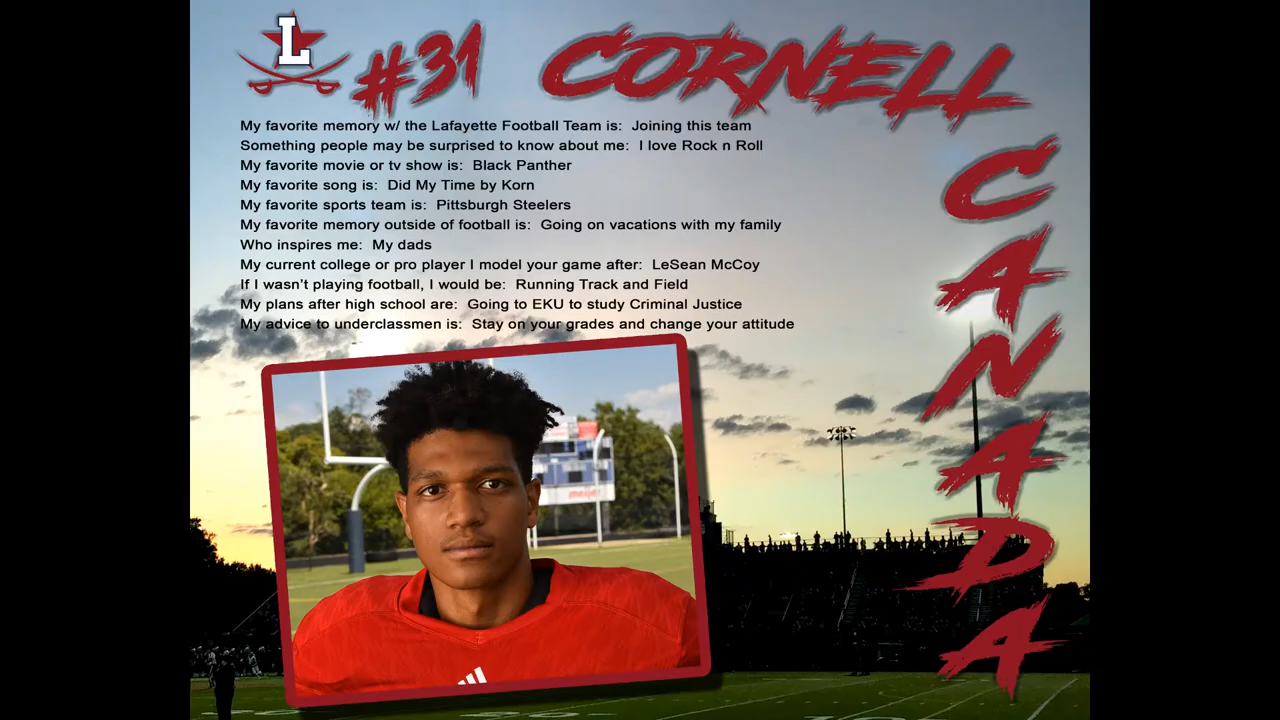 L
#31 CORNELL
CANADA
My favorite memory w/ the Lafayette Football Team is: Joining this team
Something people may be surprised to know about me: I love Rock n Roll
My favorite movie or tv show is: Black Panther
My favorite song is: Did My Time by Korn
My favorite sports team is: Pittsburgh Steelers
My favorite memory outside of football is: Going on vacations with my family
Who inspires me: My dads
My current college or pro player I model your game after: LeSean McCoy
If I wasn't playing football, I would be: Running Track and Field
My plans after high school are: Going to EKU to study Criminal Justice
My advice to underclassmen is: Stay on your grades and change your attitude
meijer